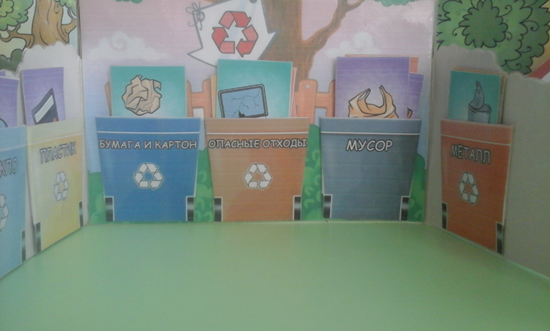 ПЛАСТИК
БУМАГА И КАРТОН
ОПАСНЫЕ ОТХОДЫ
МУСОР
МЕТАЛЛ